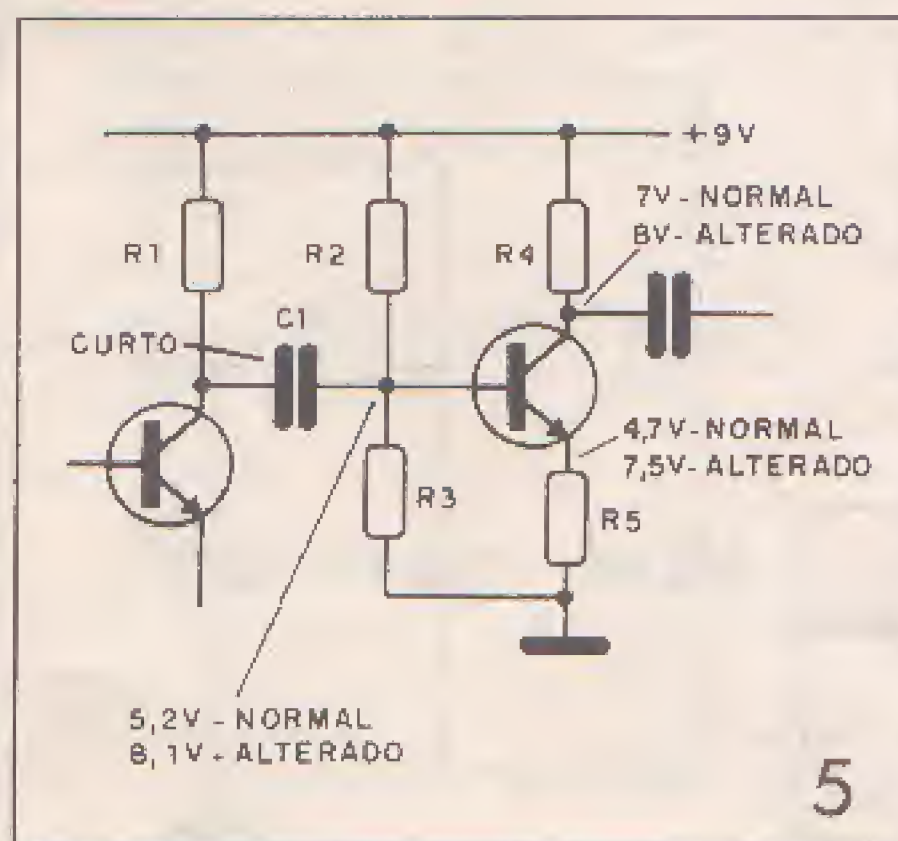 +9V
7V - NORMAL
8V - ALTERADO
R1
R2
R4
C1
CURTO
4,7V - NORMAL
7,5V - ALTERADO
R3
R5
5,2V - NORMAL
8,1V - ALTERADO
5